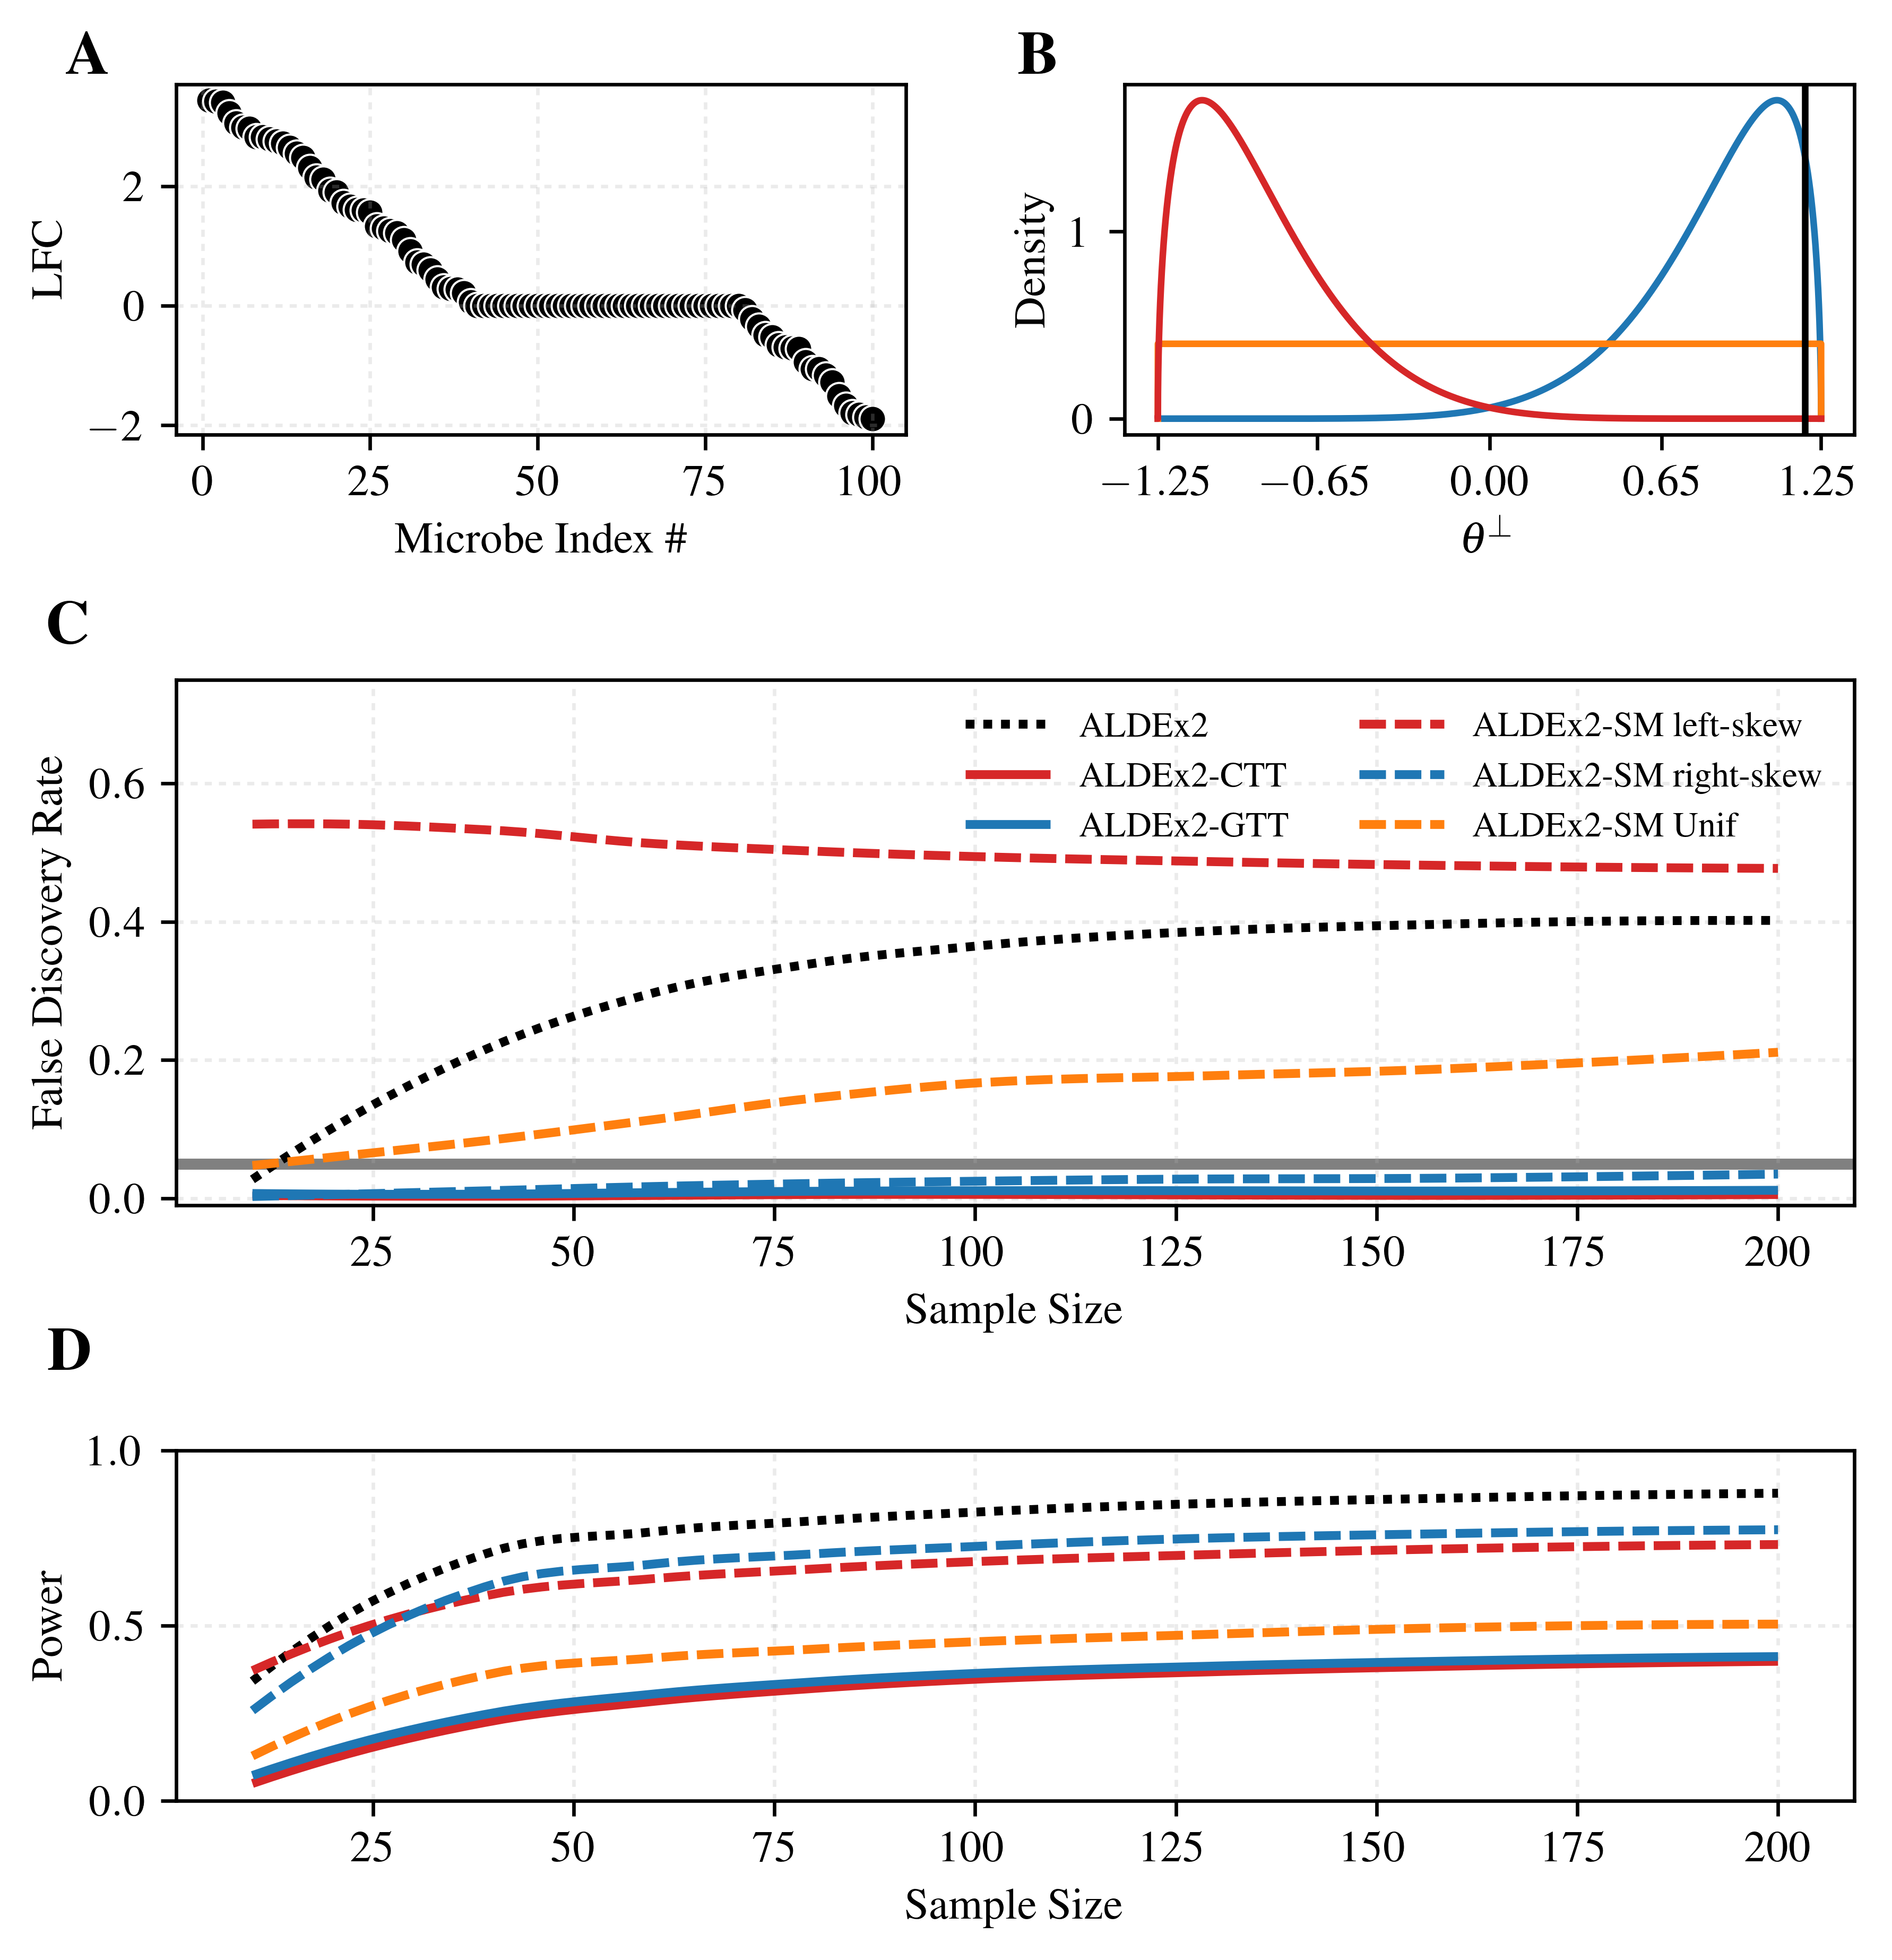 A
LFC
2
0
−2
0 25 50 75 100
Microbe Index #
B
Density
1
0
−1.25 −0.65 0.00 0.65 1.25
θ⊥
C
False Discovery Rate
0.6
0.4
0.2
0.0
ALDEx2
ALDEx2-CTT
ALDEx2-GTT
ALDEx2-SM left-skew
ALDEx2-SM right-skew
ALDEx2-SM Unif
25 50 75 100 125 150 175 200
Sample Size
D
Power
1.0
0.5
0.0
25 50 75 100 125 150 175 200
Sample Size